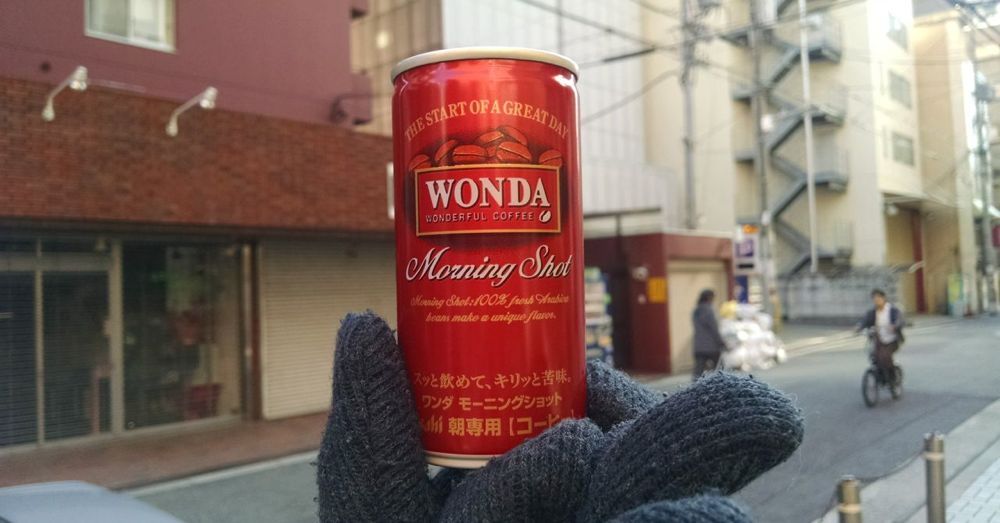 THE START OF A GREAT DAY
WONDA
WONDERFUL COFFEE
Morning Shot
Morning Shot:100% fresh Arabica
beans make a unique flavor.
スッと飲めて、キリッと苦味。
ワンダ モーニングショット
朝専用【コーヒ